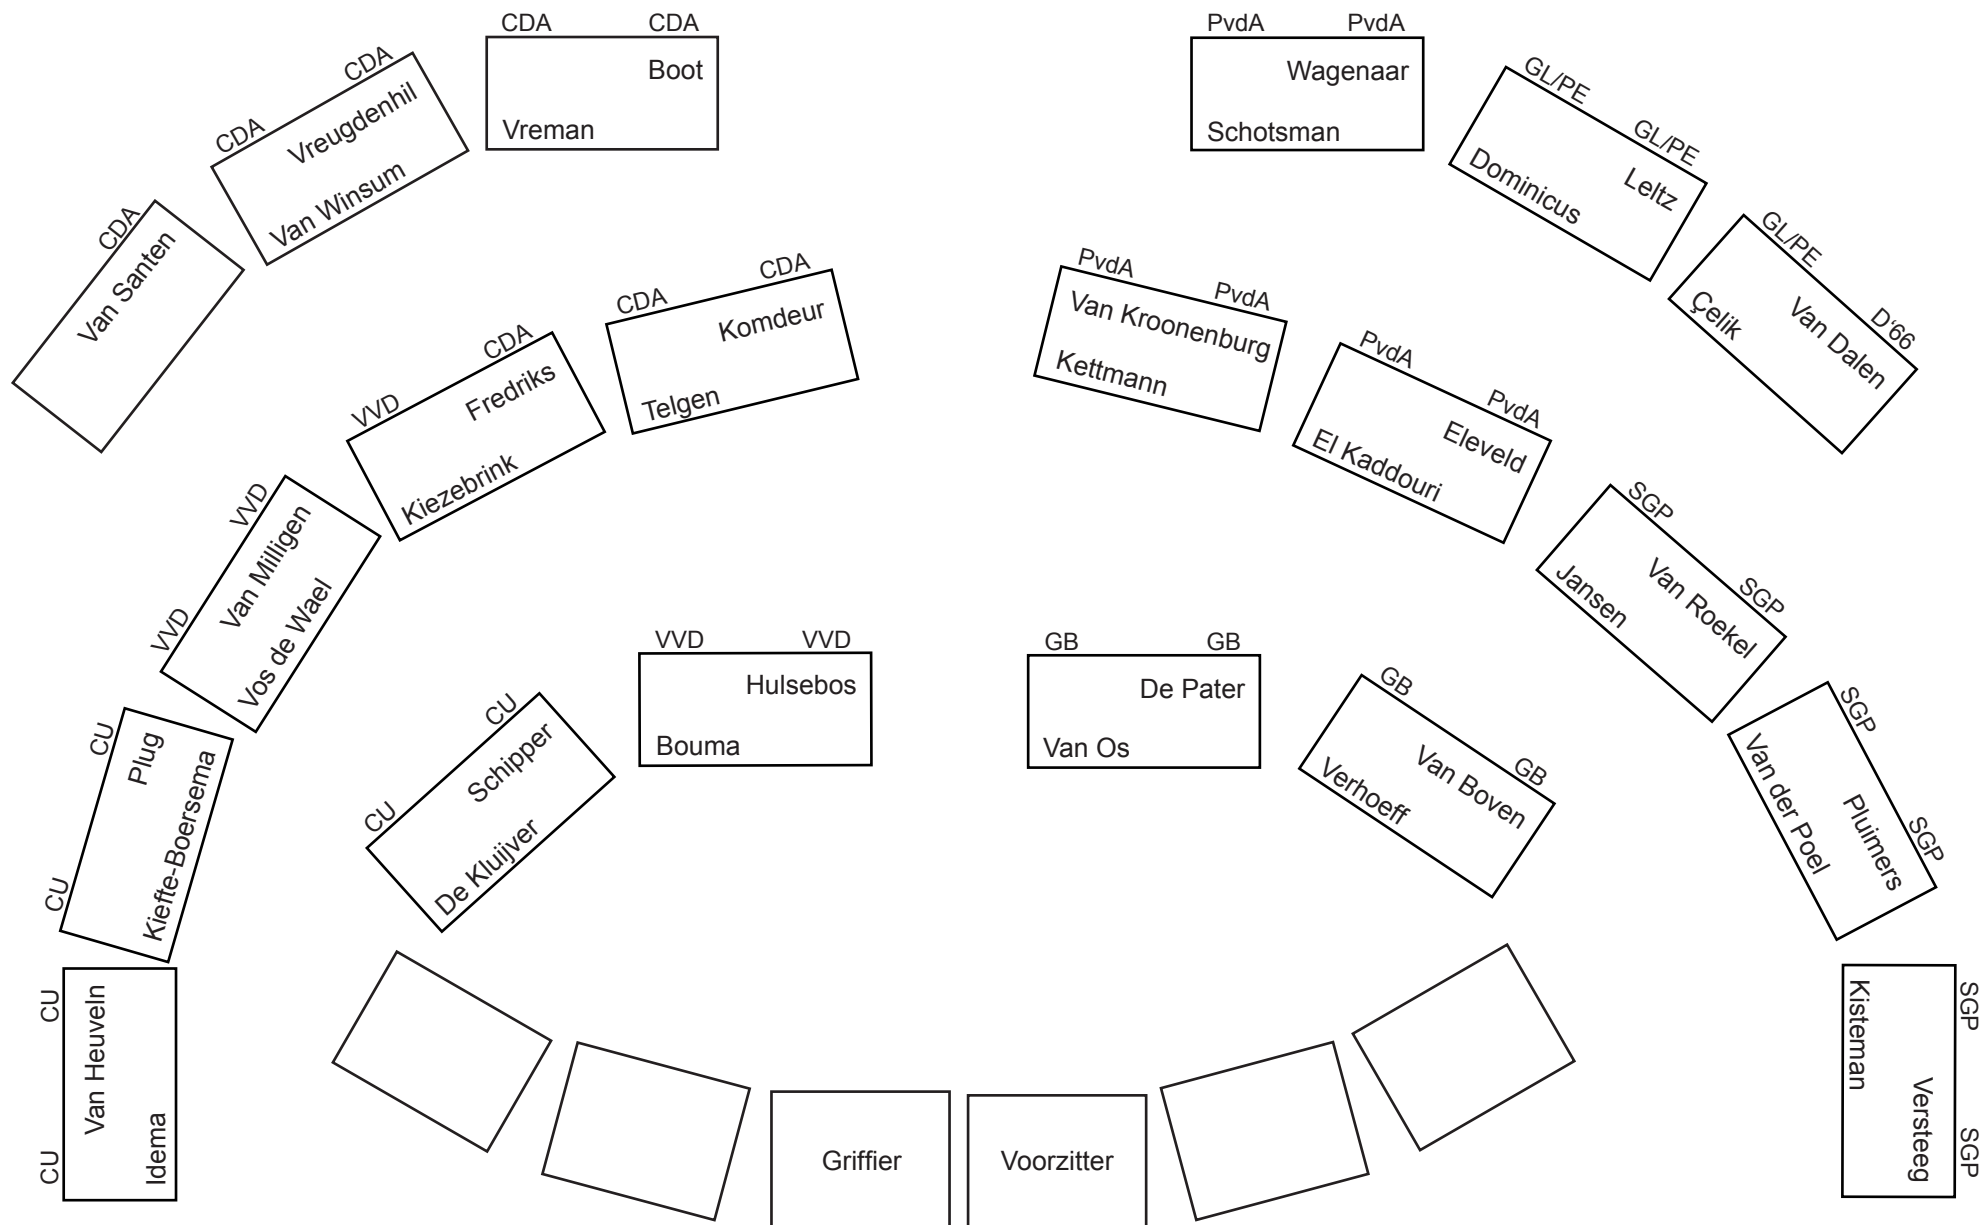 CDA CDA
Boot
Vreman
PvdA PvdA
Wagenaar
Schotsman
CDA CDA
Vreugdenhil
Van Winsum
GL/PE GL/PE
Leltz
Dominicus
CDA
Van Santen
GL/PE D'66
Van Dalen
Çelik
CDA CDA
Komdeur
Telgen
PvdA PvdA
Van Kroonenburg
Kettmann
VVD CDA
Fredriks
Kiezebrink
PvdA PvdA
Eleveld
El Kaddouri
VVD VVD
Van Milligen
Vos de Wael
SGP SGP
Van Roekel
Jansen
VVD VVD
Hulsebos
Bouma
GB GB
De Pater
Van Os
CU CU
Schipper
De Kluijver
GB GB
Van Boven
Verhoeff
CU CU
Plug
Kiefte-Boersema
SGP SGP
Pluimers
Van der Poel
CU CU
Van Heuveln
Idema
SGP SGP
Versteeg
Kisteman
Griffier
Voorzitter